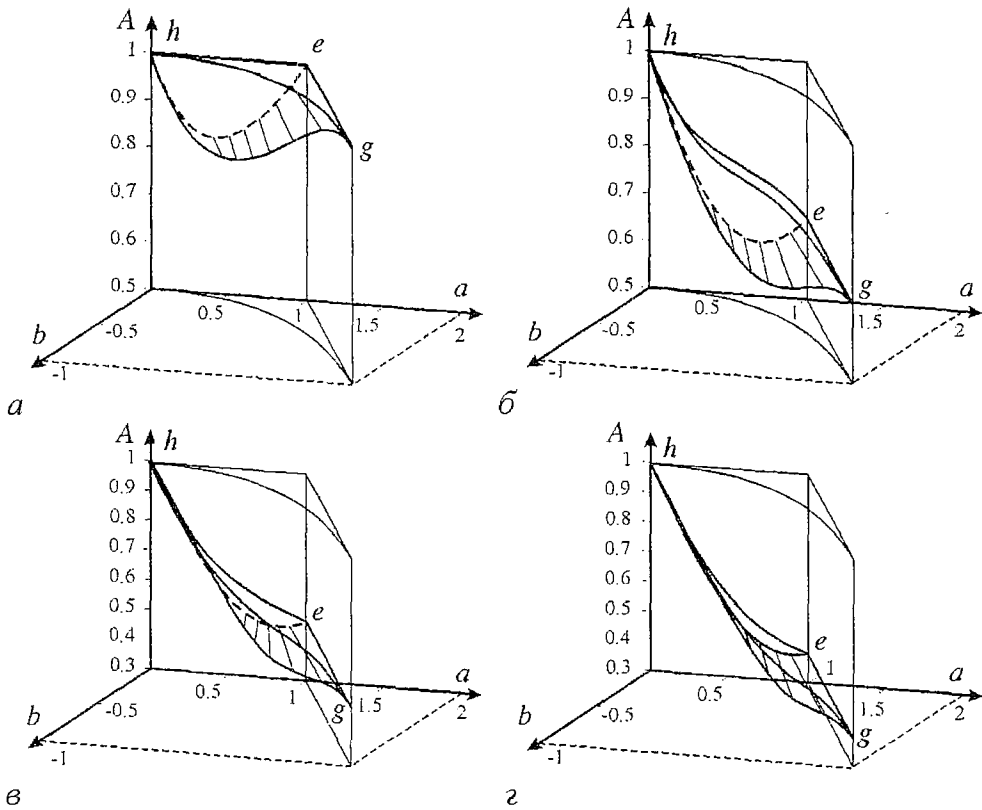 A h e
1
0.9
0.8 g
0.7
0.6
0.5 a
b -0.5 0.5 1 1.5 2
-1
а
A h
1
0.9
0.8
0.7
0.6 e
0.5 g a
b -0.5 0.5 1 1.5 2
-1
б
A h
1
0.9
0.8
0.7
0.6
0.5 e
0.4
0.3 a
b -0.5 0.5 1 g 1.5 2
-1
в
A h
1
0.9
0.8
0.7
0.6
0.5
0.4 e
0.3 1 a
b -0.5 0.5 1.5 2
-1 g
г